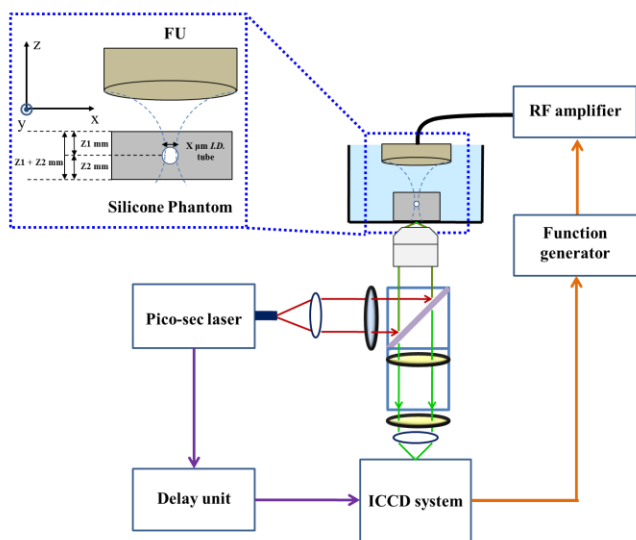 FU
z
x
y
Z1 mm
X μm I.D.
tube
Z1 + Z2 mm
Z2 mm
Silicone Phantom
RF amplifier
Function
generator
Pico-sec laser
Delay unit
ICCD system